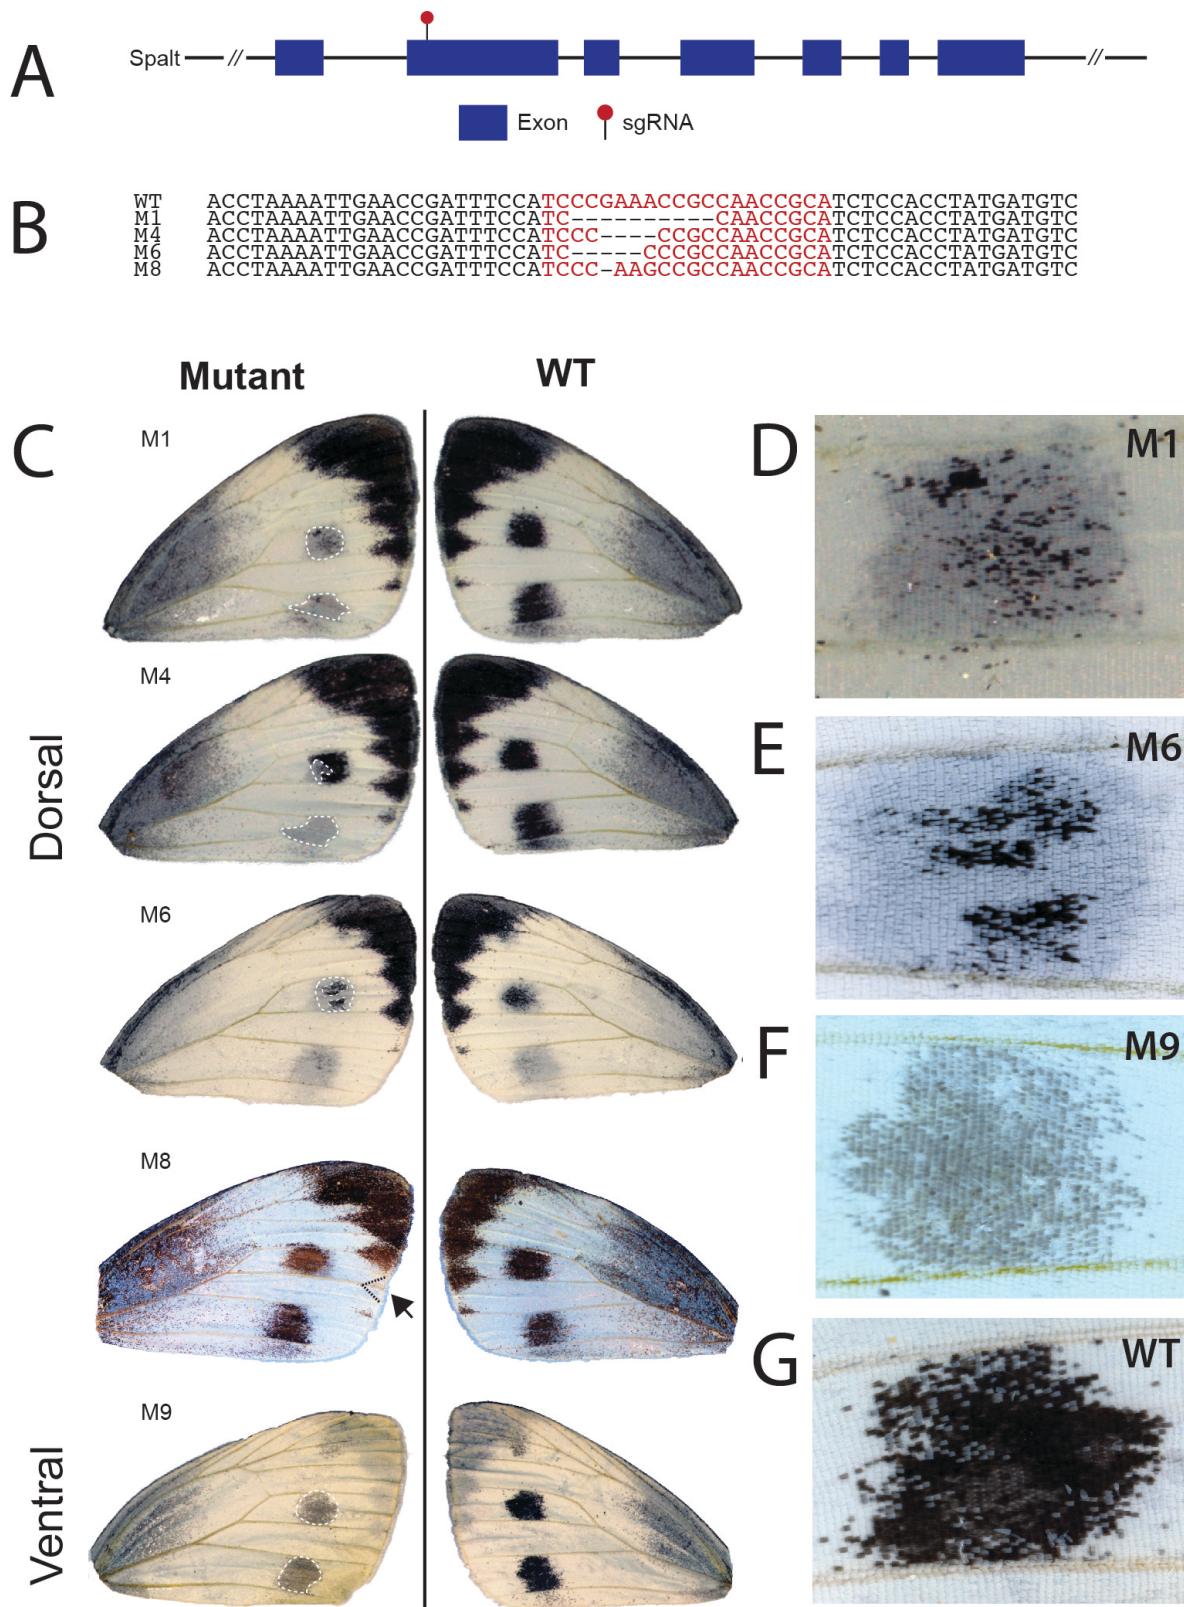 A
Spalt
Exon
sgRNA
B
WT ACCTAAAATTGAACCGATTTCCATCCCGAAACCGCCAACCGCATCTCCACCTATGATGTC
M1 ACCTAAAATTGAACCGATTTCCATC----------CAACCGCATCTCCACCTATGATGTC
M4 ACCTAAAATTGAACCGATTTCCATCCC----CCGCCAACCGCATCTCCACCTATGATGTC
M6 ACCTAAAATTGAACCGATTTCCATC-----CCCGCCAACCGCATCTCCACCTATGATGTC
M8 ACCTAAAATTGAACCGATTTCCATCCC-AAGCCGCCAACCGCATCTCCACCTATGATGTC
Mutant
WT
C
M1
M4
Dorsal
M6
M8
M9
Ventral
D
M1
E
M6
F
M9
G
WT